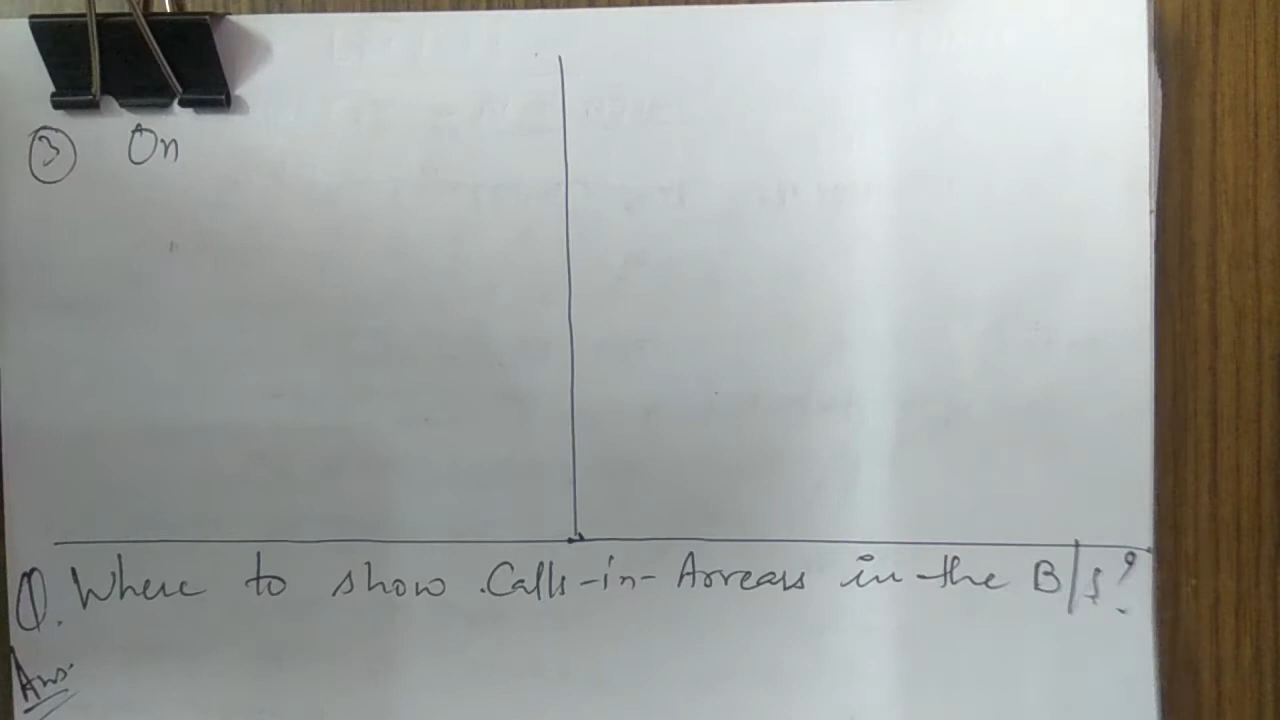 ③ On
Q. Where to show Calls-in-Arrears in the B/s?
Ans.